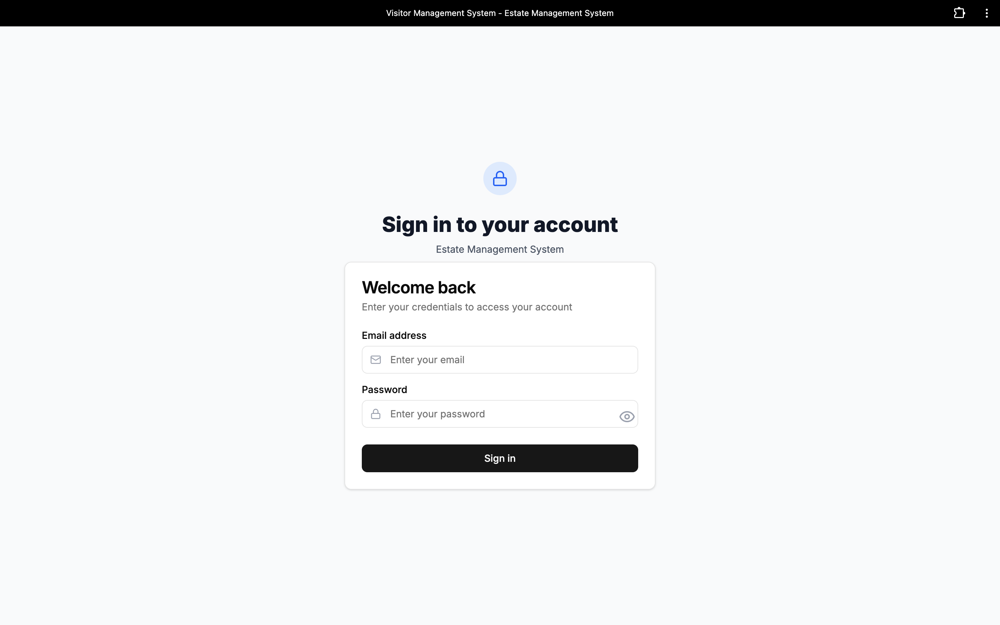 Visitor Management System - Estate Management System
Sign in to your account
Estate Management System
Welcome back
Enter your credentials to access your account
Email address
Enter your email
Password
Enter your password
Sign in